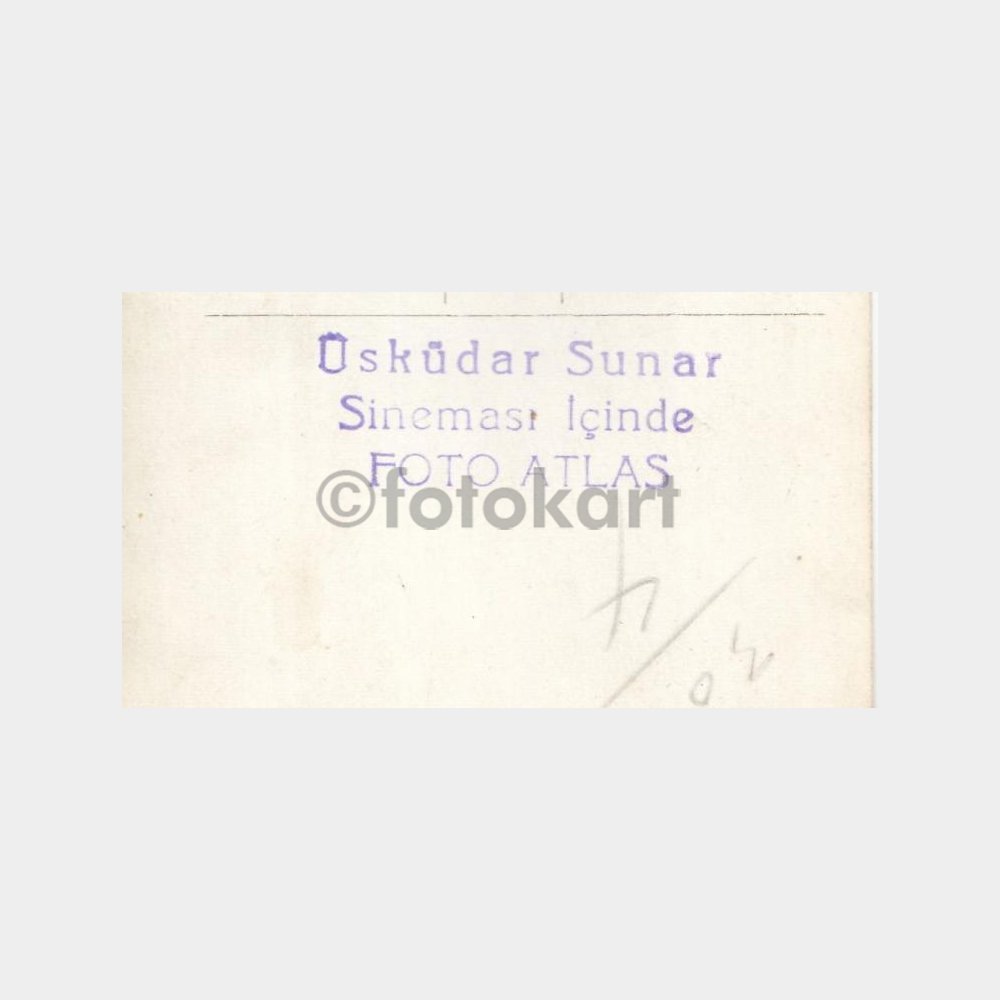 Üsküdar Sunar
Sineması İçinde
FOTO ATLAS
©fotokart